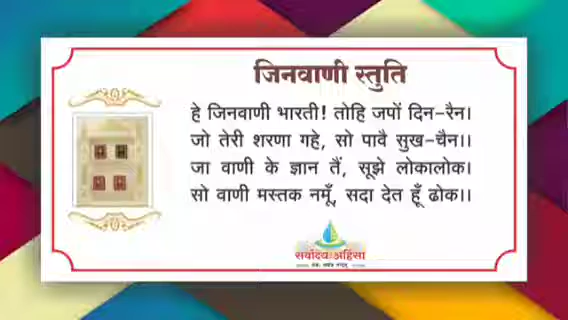 जिनवाणी स्तुति
हे जिनवाणी भारती! तोहि जपों दिन-रैन।
जो तेरी शरणा गहे, सो पावै सुख-चैन।।
जा वाणी के ज्ञान तैं, सूझे लोकालोक।
सो वाणी मस्तक नमूँ, सदा देत हूँ ढोक।।
सर्वोदय अहिंसा